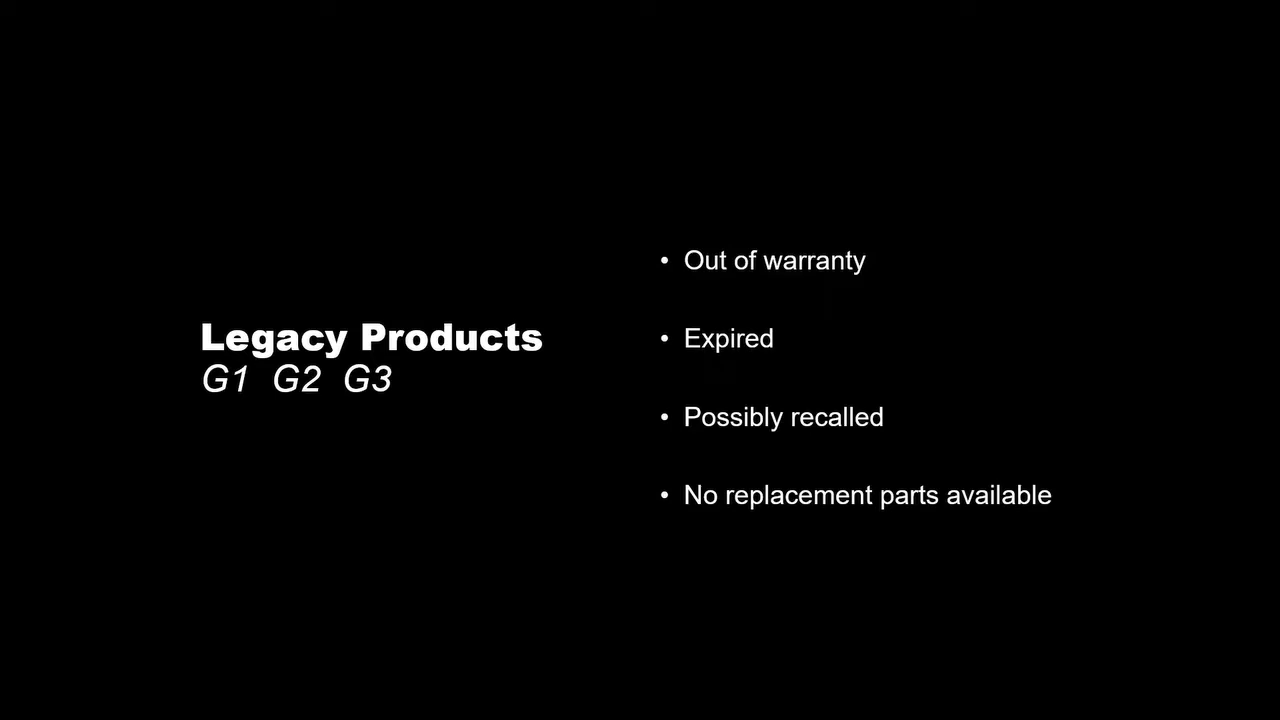 Legacy Products
G1 G2 G3
• Out of warranty
• Expired
• Possibly recalled
• No replacement parts available